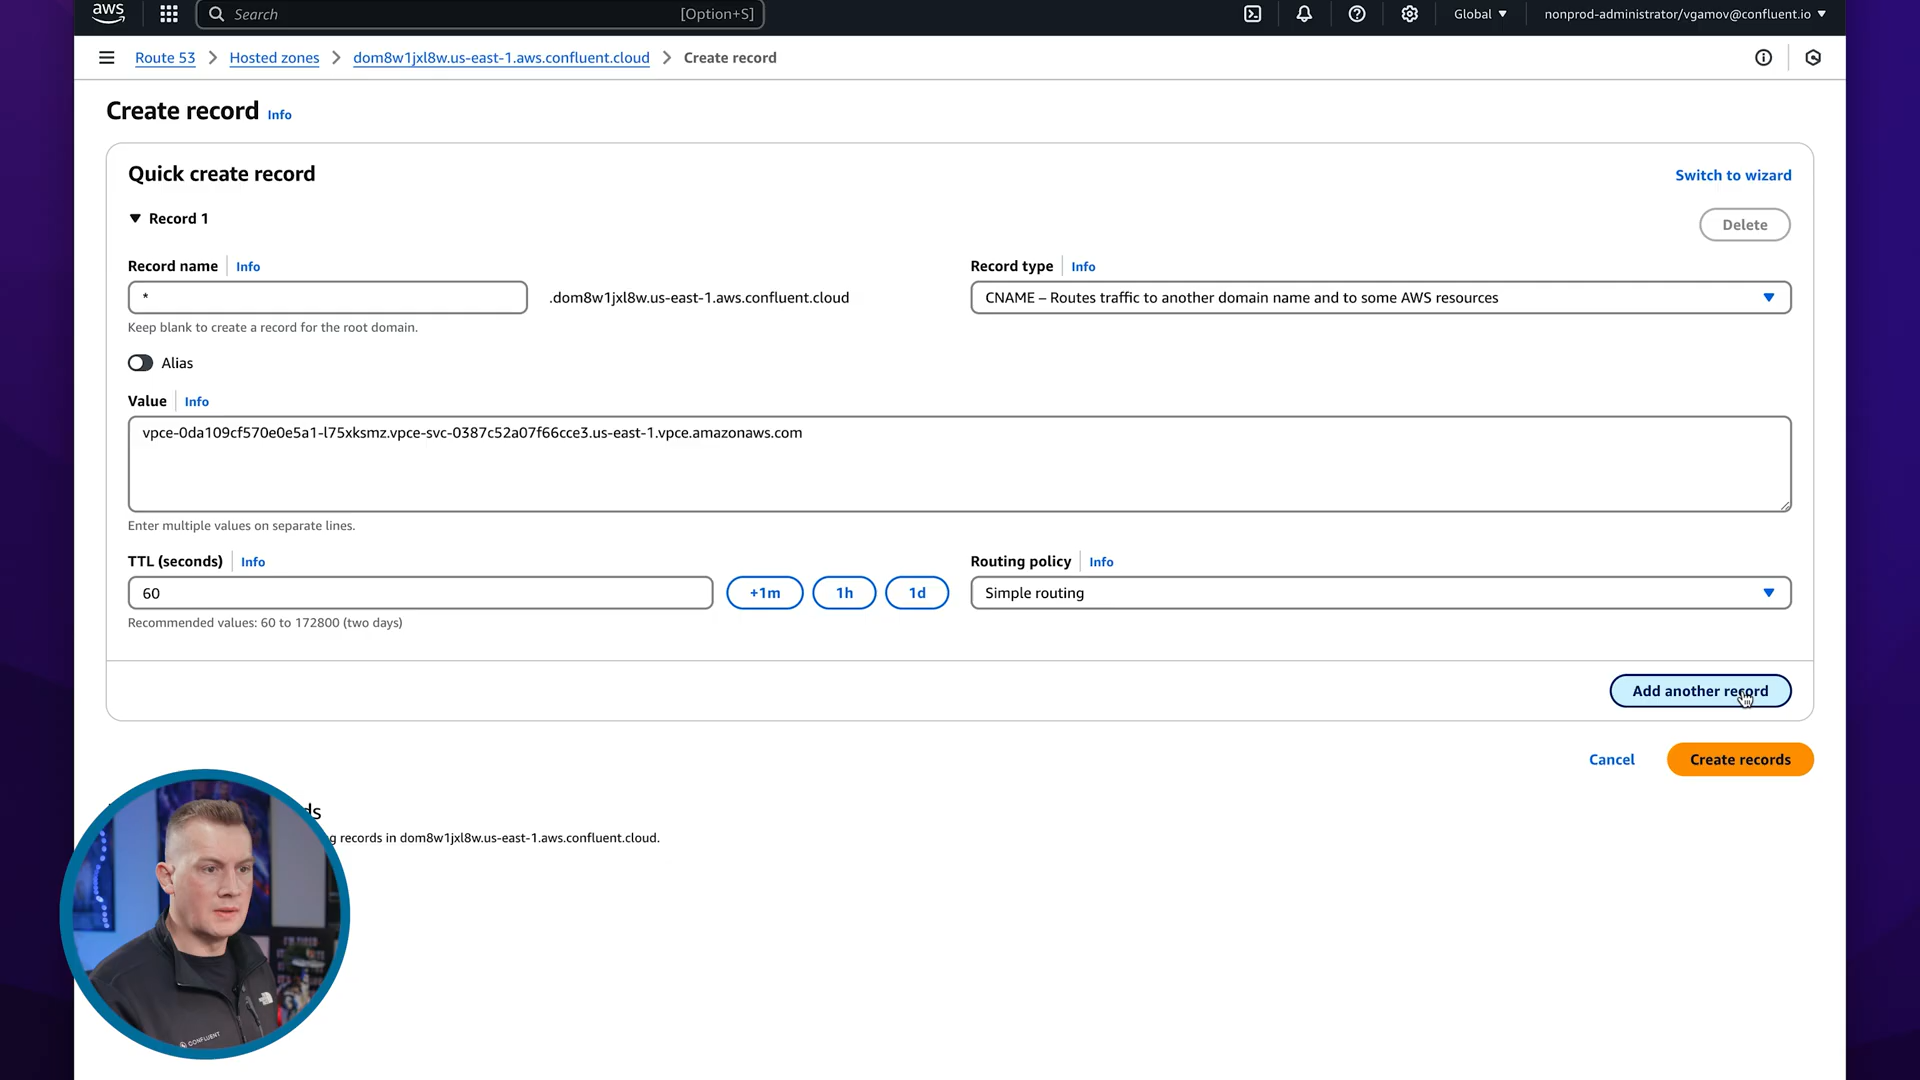 aws
Search
[Option+S]
Global
nonprod-administrator/vgamov@confluent.io
Route 53
Hosted zones
dom8w1jxl8w.us-east-1.aws.confluent.cloud
Create record
Create record Info
Quick create record
Switch to wizard
Record 1
Delete
Record name Info
Record type Info
*
.dom8w1jxl8w.us-east-1.aws.confluent.cloud
CNAME – Routes traffic to another domain name and to some AWS resources
Keep blank to create a record for the root domain.
Alias
Value Info
vpce-0da109cf570e0e5a1-l75xksmz.vpce-svc-0387c52a07f66cce3.us-east-1.vpce.amazonaws.com
Enter multiple values on separate lines.
TTL (seconds) Info
Routing policy Info
60
+1m
1h
1d
Simple routing
Recommended values: 60 to 172800 (two days)
Add another record
Cancel
Create records
records in dom8w1jxl8w.us-east-1.aws.confluent.cloud.
CONFLUENT